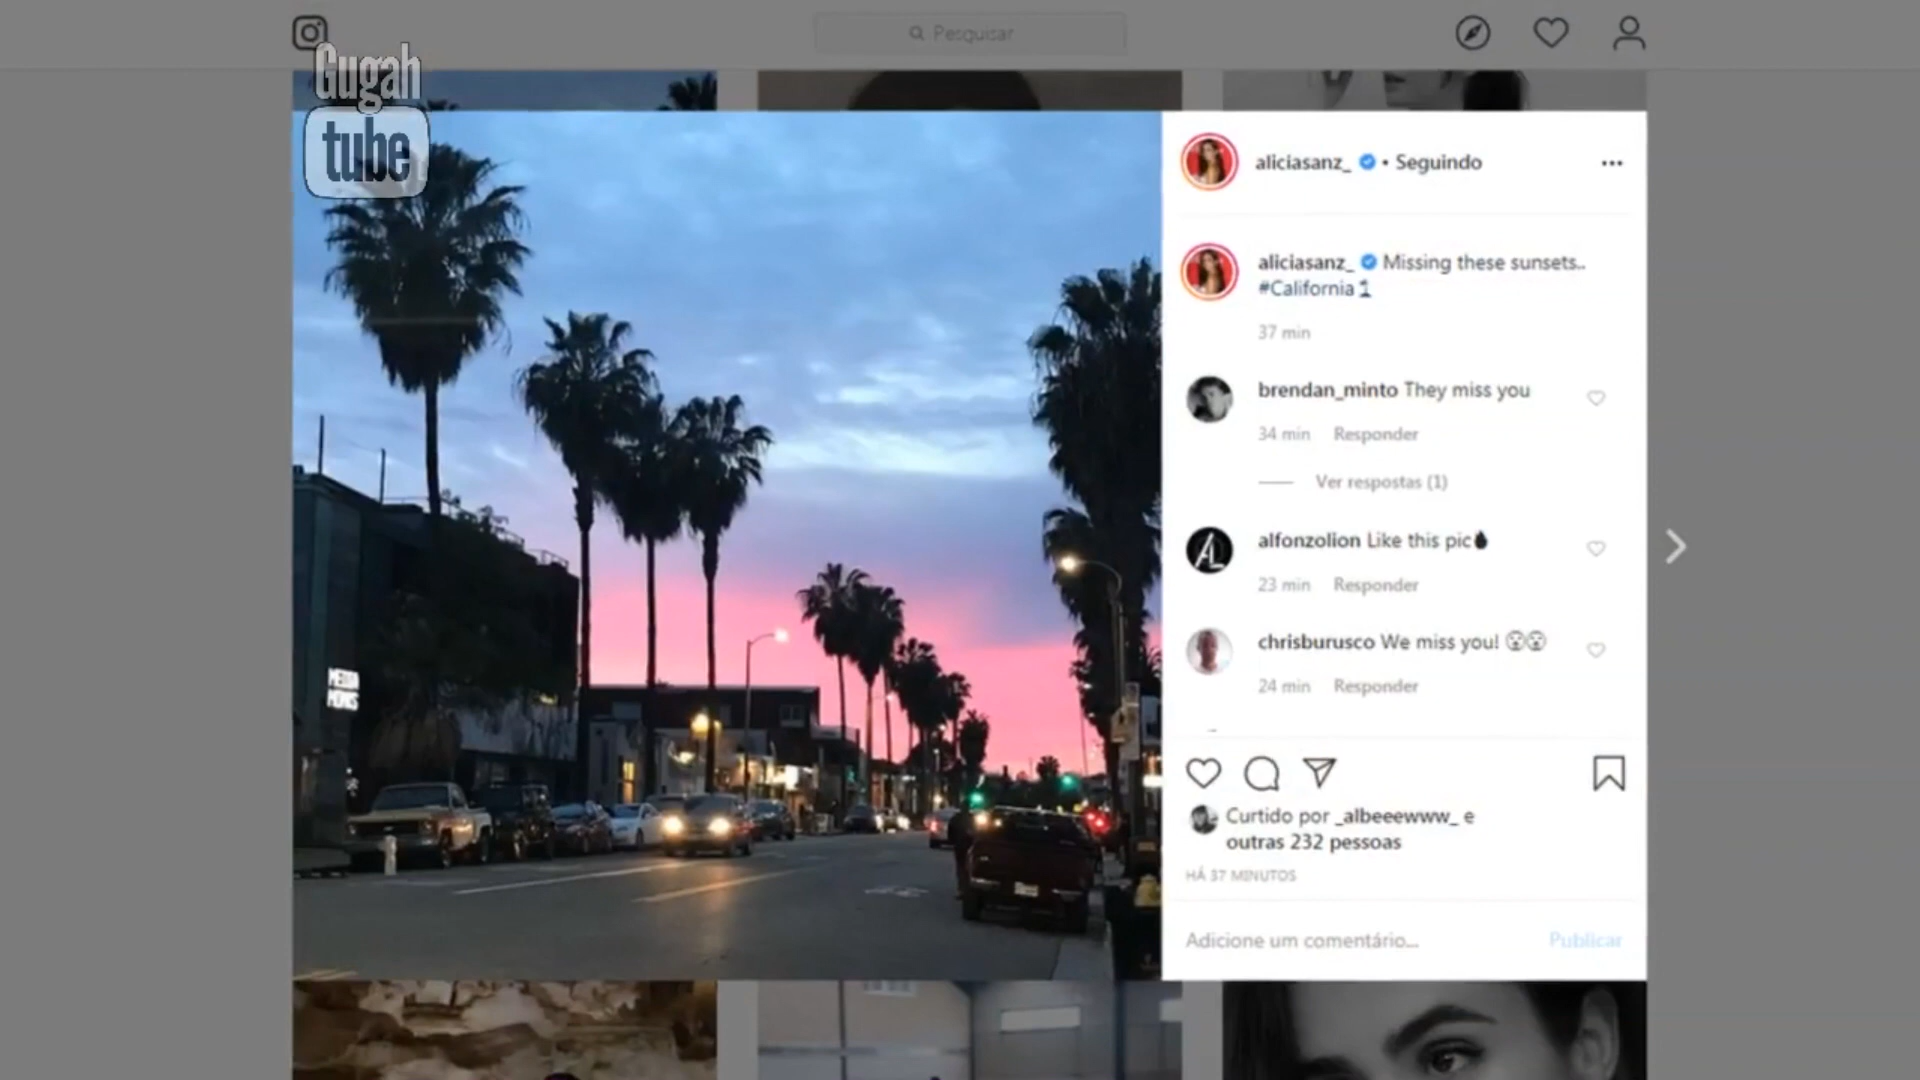 Pesquisar
Gugah
tube
aliciasanz_ • Seguindo
aliciasanz_ Missing these sunsets..
#California
37 min
brendan_minto They miss you
34 min Responder
Ver respostas (1)
alfonzolion Like this pic
23 min Responder
chrisburusco We miss you! 😮😮
24 min Responder
Curtido por _albeeewww_ e
outras 232 pessoas
HÁ 37 MINUTOS
Adicione um comentário... Publicar